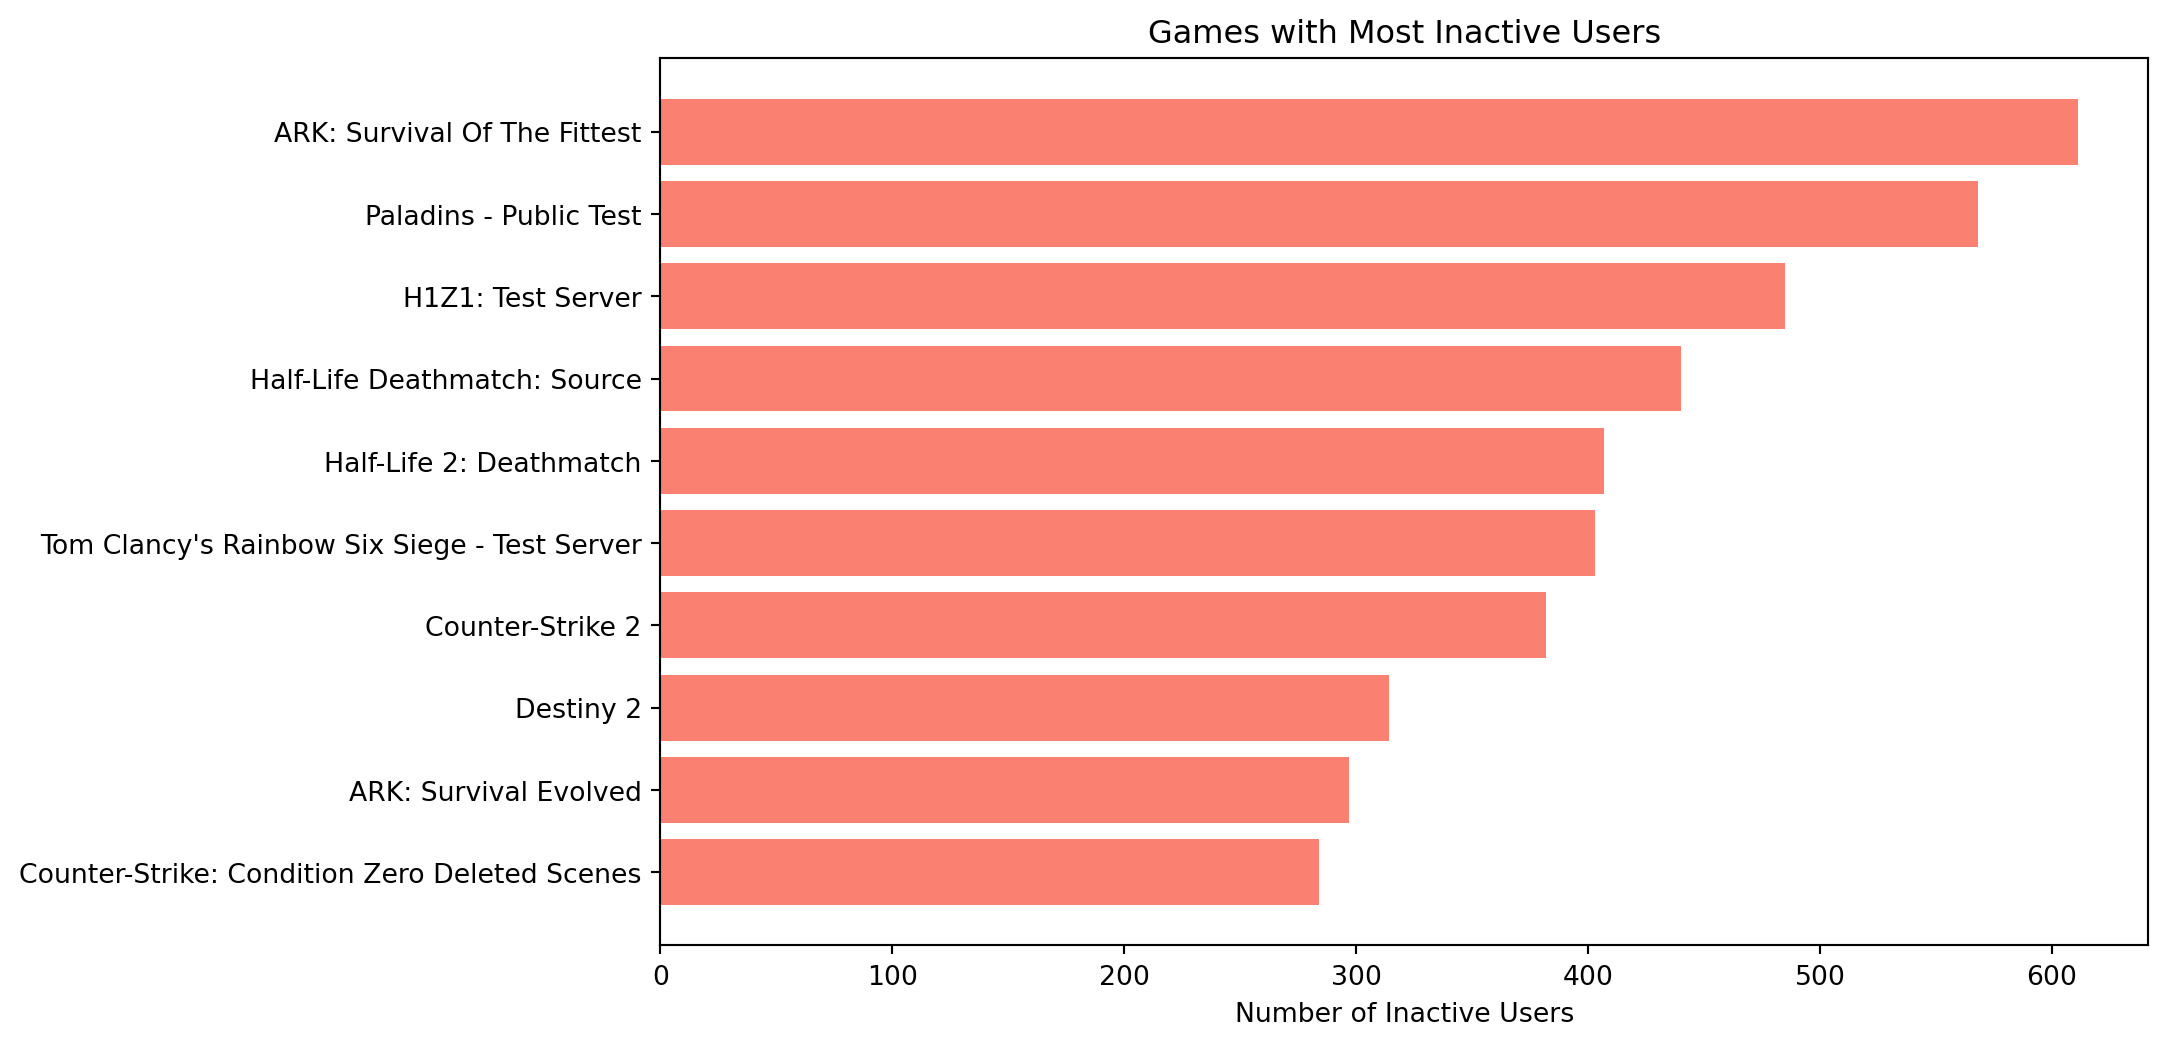 Games with Most Inactive Users
ARK: Survival Of The Fittest
Paladins - Public Test
H1Z1: Test Server
Half-Life Deathmatch: Source
Half-Life 2: Deathmatch
Tom Clancy's Rainbow Six Siege - Test Server
Counter-Strike 2
Destiny 2
ARK: Survival Evolved
Counter-Strike: Condition Zero Deleted Scenes
0 100 200 300 400 500 600
Number of Inactive Users